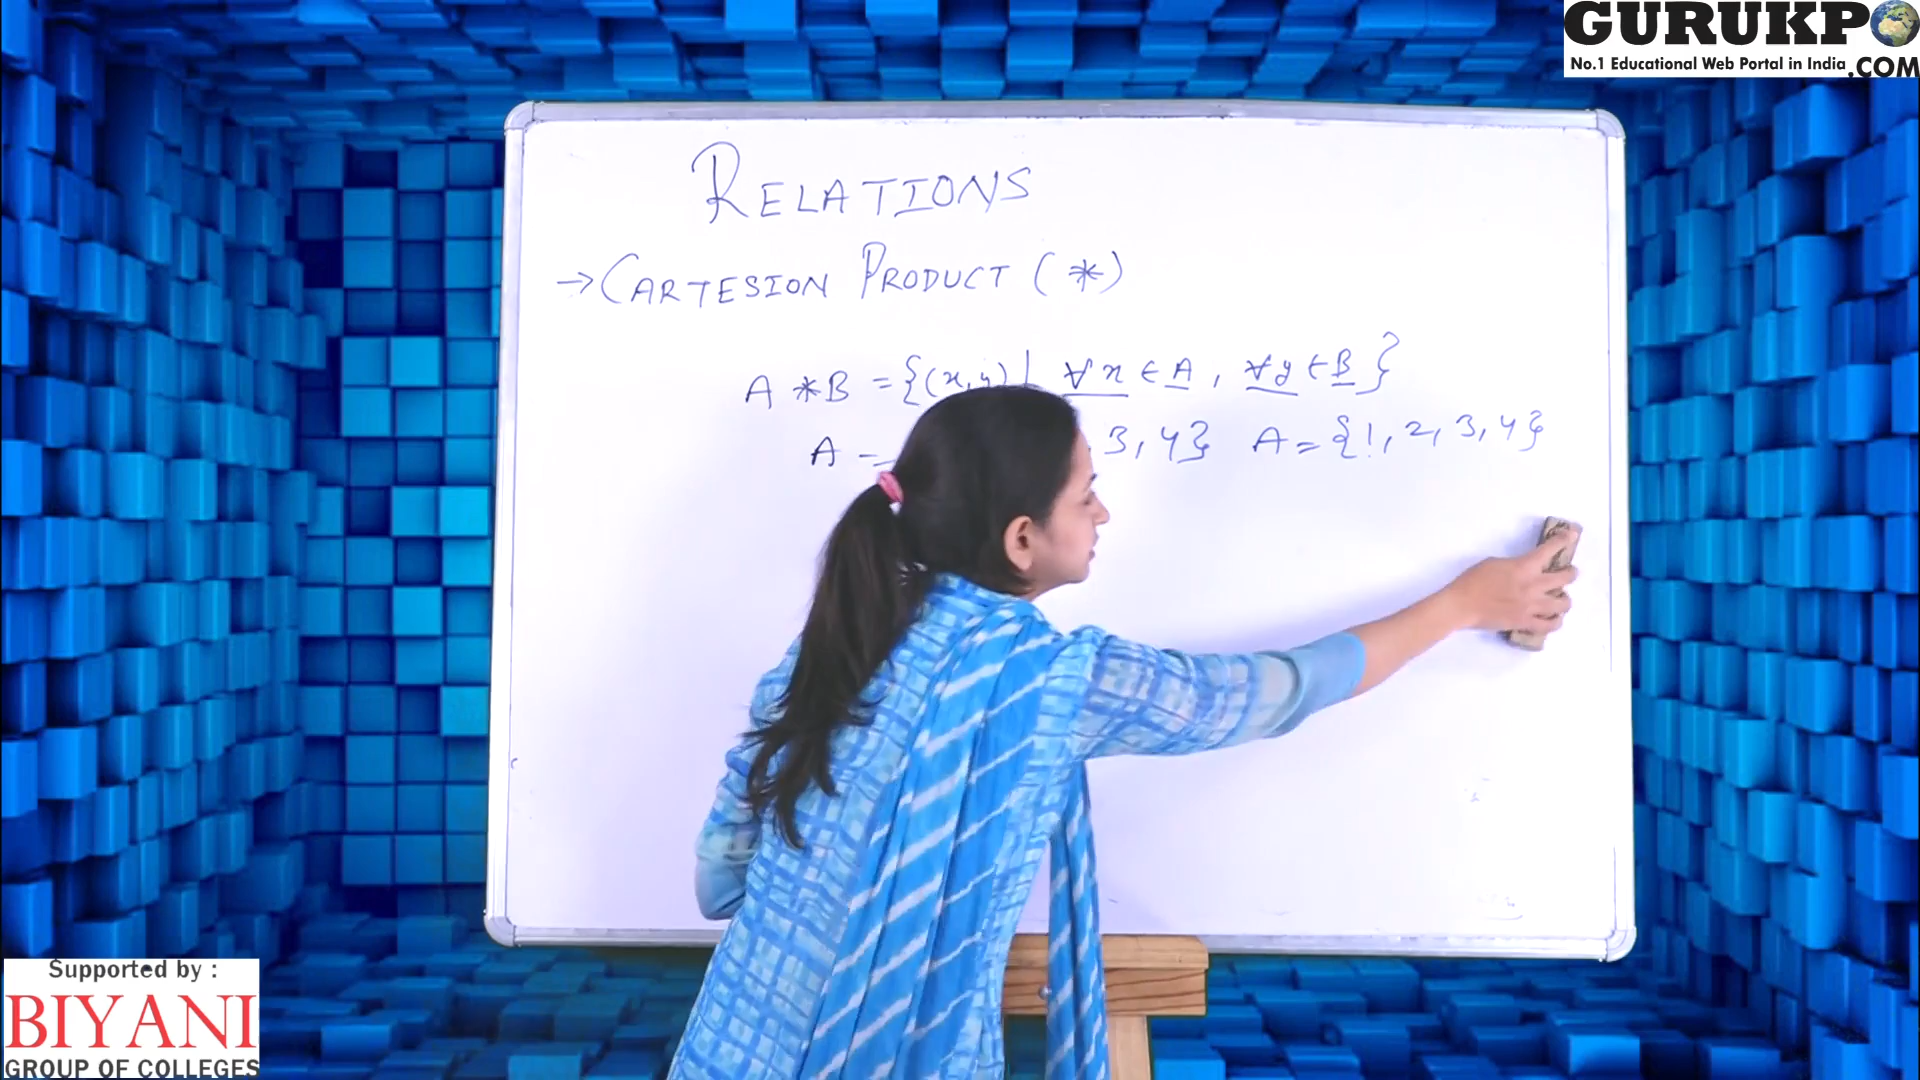 GURUKPO
No.1 Educational Web Portal in India .COM
RELATIONS
→ CARTESION PRODUCT (*)
A * B = {(x,y) | ∀x ∈ A, ∀y ∈ B}
A = 3, 4} A = {1, 2, 3, 4}
Supported by :
BIYANI
GROUP OF COLLEGES